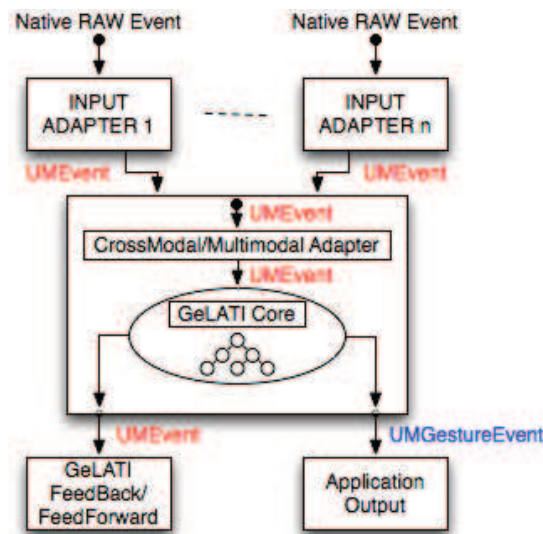 Native RAW Event
Native RAW Event
INPUT
ADAPTER 1
INPUT
ADAPTER n
UMEvent
UMEvent
UMEvent
CrossModal/Multimodal Adapter
UMEvent
GeLATI Core
UMEvent
UMGestureEvent
GeLATI
FeedBack/
FeedForward
Application
Output